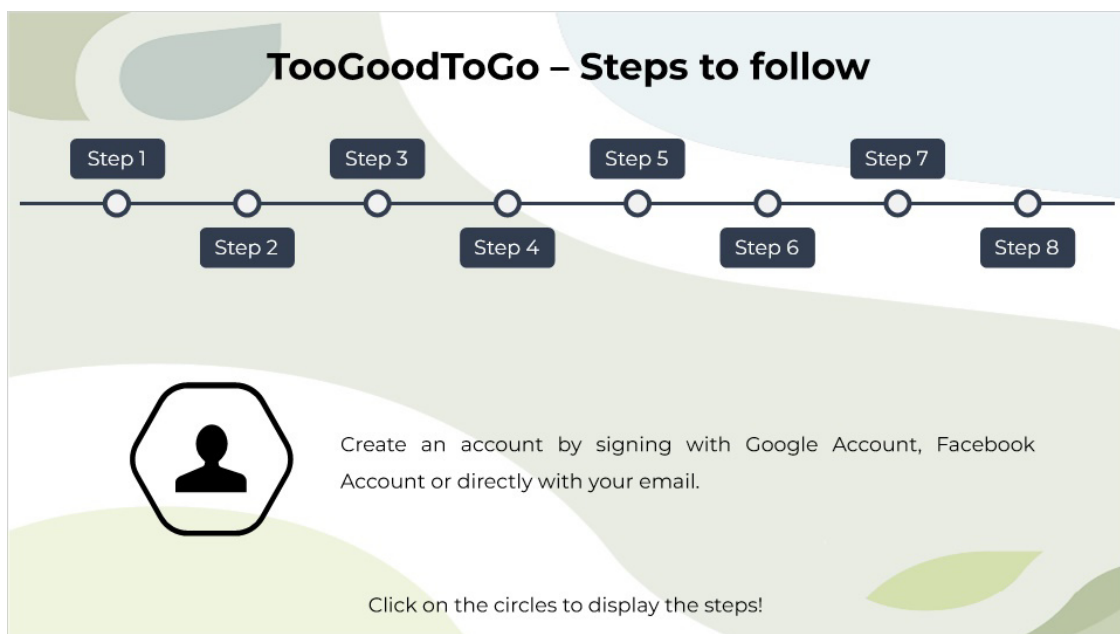 TooGoodToGo – Steps to follow
Step 1
Step 3
Step 5
Step 7
Step 2
Step 4
Step 6
Step 8
Create an account by signing with Google Account, Facebook
Account or directly with your email.
Click on the circles to display the steps!